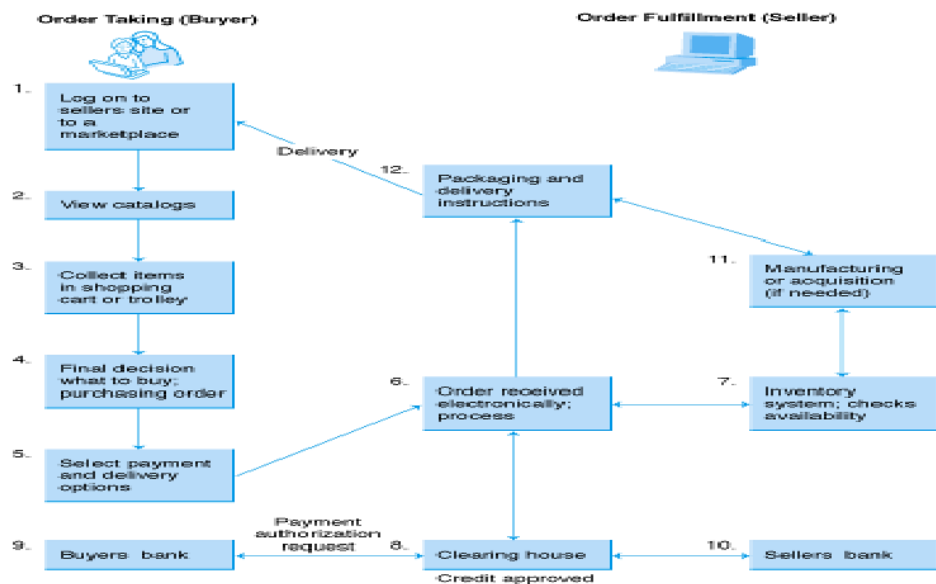 Order Taking (Buyer)
Order Fulfillment (Seller)
1.
Log on to
sellers site or
to a
marketplace
Delivery
12.
Packaging and
delivery
instructions
2.
View catalogs
3.
Collect items
in shopping
cart or trolley
11.
Manufacturing
or acquisition
(if needed)
4.
Final decision
what to buy;
purchasing order
6.
Order received
electronically;
process
7.
Inventory
system; checks
availability
5.
Select payment
and delivery
options
Payment
authorization
request
9.
Buyers bank
8.
Clearing house
Credit approved
10.
Sellers bank